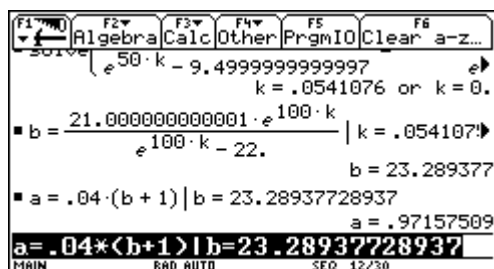 F1 F2 F3 F4 F5 F6
Algebra Calc Other PrgmIO Clear a-z…
solve( e^50·k - 9.4999999999997 e▶
k = .0541076 or k = 0.
▪ b = 21.000000000001·e^100·k / e^100·k - 22. | k = .054107!▶
b = 23.289377
▪ a = .04·(b + 1) | b = 23.28937728937
a = .97157509
a=.04*(b+1)|b=23.28937728937
MAIN RAD AUTO SEQ 12/30